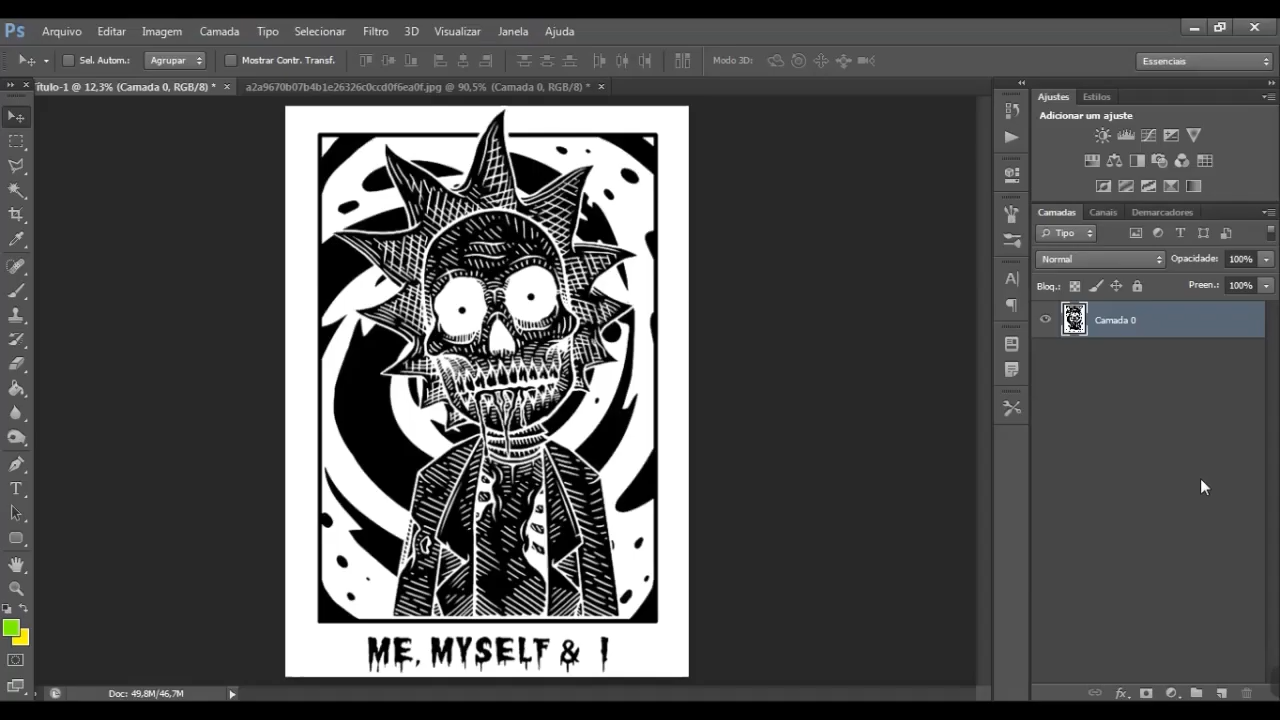 Ps Arquivo Editar Imagem Camada Tipo Selecionar Filtro 3D Visualizar Janela Ajuda
Sel. Autom.: Agrupar Mostrar Contr. Transf. Modo 3D: Essenciais
ítulo-1 @ 12,3% (Camada 0, RGB/8) * × a2a9670b07b4b1e26326c0ccd0f6ea0f.jpg @ 90,5% (Camada 0, RGB/8) * ×
Ajustes Estilos
Adicionar um ajuste
Camadas Canais Demarcadores
Tipo
Normal Opacidade: 100%
Bloq.: Preen.: 100%
Camada 0
ME, MYSELF & I
Doc: 49,8M/46,7M